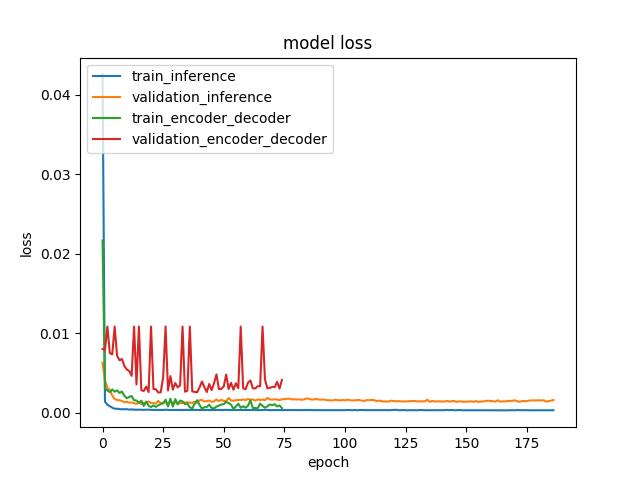 model loss
train_inference
validation_inference
train_encoder_decoder
validation_encoder_decoder
0.04
0.03
0.02
0.01
0.00
loss
0 25 50 75 100 125 150 175
epoch